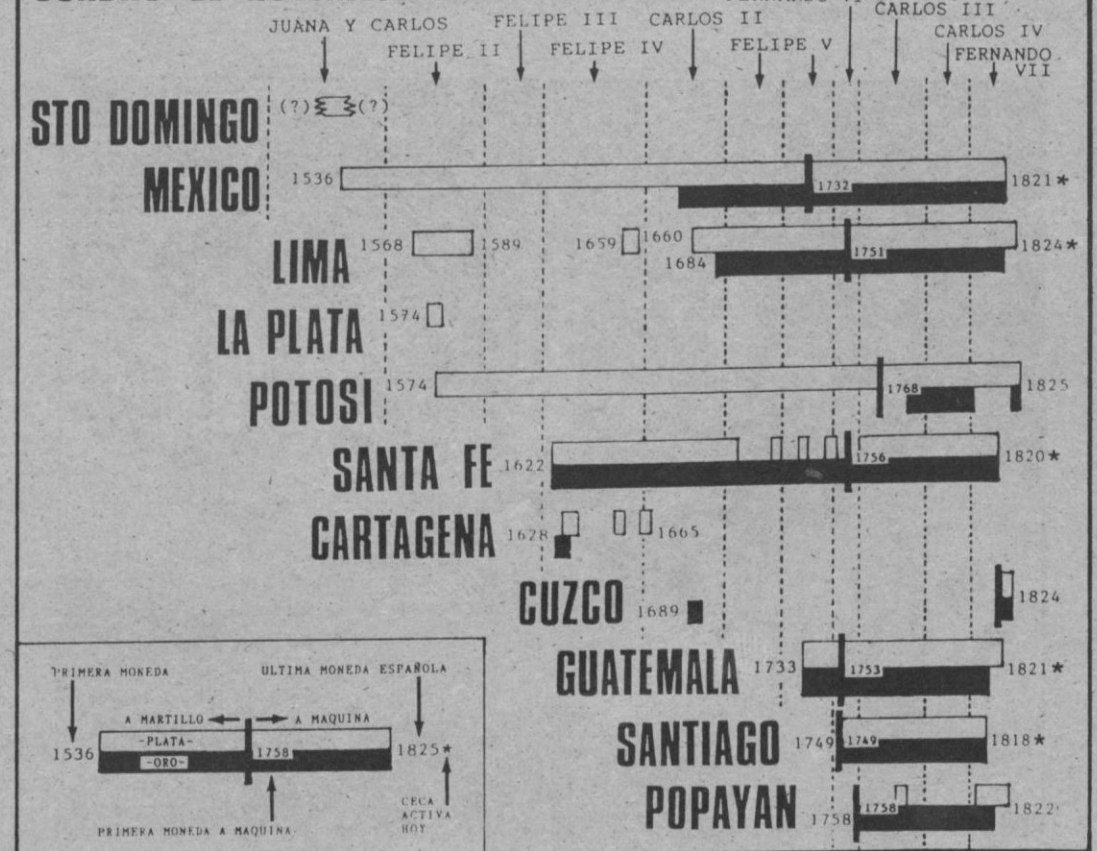 JUANA Y CARLOS
FELIPE II
FELIPE III
FELIPE IV
CARLOS II
FELIPE V
CARLOS III
CARLOS IV
FERNANDO VII
STO DOMINGO (?) (?)
MEXICO 1536 1732 1821*
LIMA 1568 1589 1659 1660 1684 1751 1824*
LA PLATA 1574
POTOSI 1574 1768 1825
SANTA FE 1622 1756 1820*
CARTAGENA 1628 1665
CUZCO 1689 1824
GUATEMALA 1733 1753 1821*
SANTIAGO 1749 1749 1818*
POPAYAN 1758 1758 1822
PRIMERA MONEDA
ULTIMA MONEDA ESPAÑOLA
A MARTILLO A MAQUINA
1536 -PLATA- -ORO- 1758 1825*
PRIMERA MONEDA A MAQUINA
CECA
ACTIVA
HOY